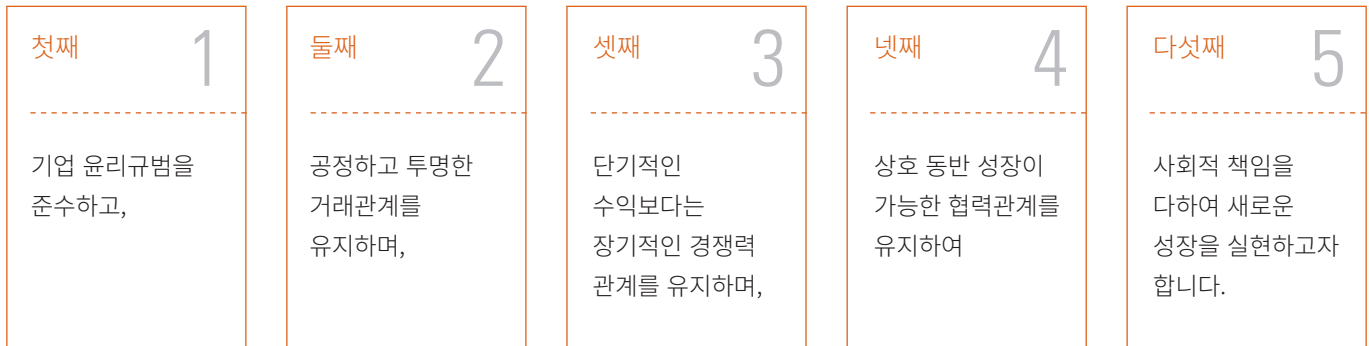 첫째 1
기업 윤리규범을
준수하고,
둘째 2
공정하고 투명한
거래관계를
유지하며,
셋째 3
단기적인
수익보다는
장기적인 경쟁력
관계를 유지하며,
넷째 4
상호 동반 성장이
가능한 협력관계를
유지하여
다섯째 5
사회적 책임을
다하여 새로운
성장을 실현하고자
합니다.